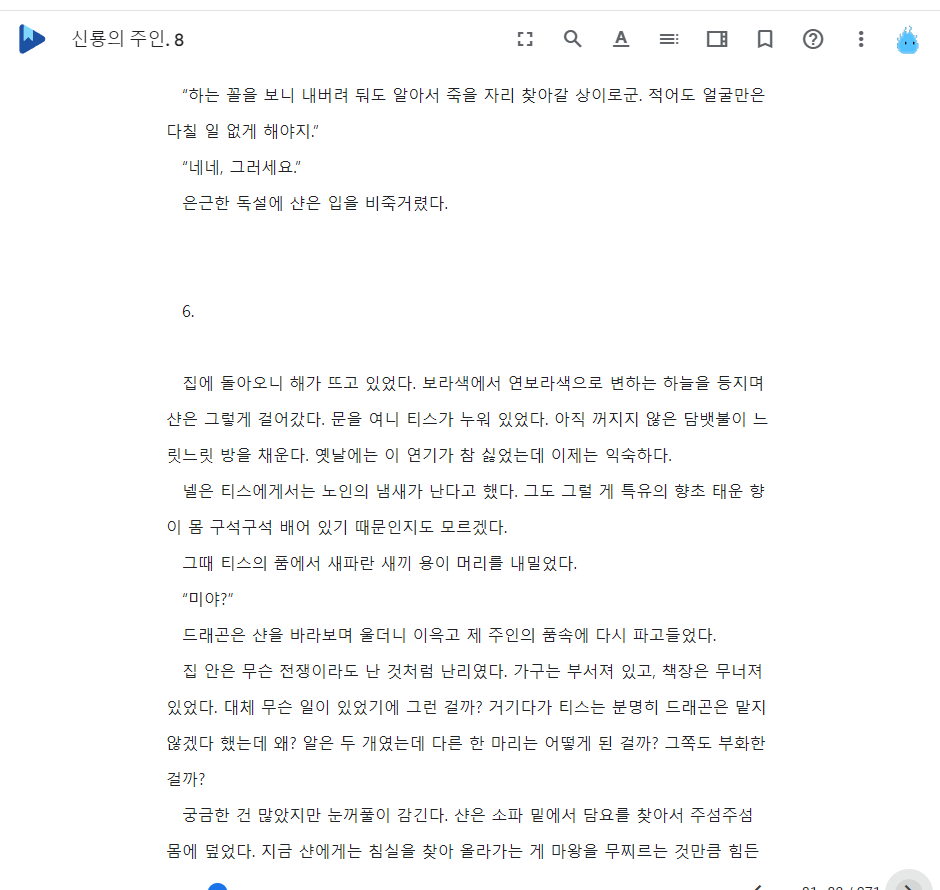 신룡의 주인. 8
“하는 꼴을 보니 내버려 둬도 알아서 죽을 자리 찾아갈 상이로군. 적어도 얼굴만은
다칠 일 없게 해야지.”
“네네, 그러세요.”
은근한 독설에 샨은 입을 비죽거렸다.
6.
집에 돌아오니 해가 뜨고 있었다. 보라색에서 연보라색으로 변하는 하늘을 등지며
샨은 그렇게 걸어갔다. 문을 여니 티스가 누워 있었다. 아직 꺼지지 않은 담뱃불이 느
릿느릿 방을 채운다. 옛날에는 이 연기가 참 싫었는데 이제는 익숙하다.
넬은 티스에게서는 노인의 냄새가 난다고 했다. 그도 그럴 게 특유의 향초 태운 향
이 몸 구석구석 배어 있기 때문인지도 모르겠다.
그때 티스의 품에서 새파란 새끼 용이 머리를 내밀었다.
“미야?”
드래곤은 샨을 바라보며 울더니 이윽고 제 주인의 품속에 다시 파고들었다.
집 안은 무슨 전쟁이라도 난 것처럼 난리였다. 가구는 부서져 있고, 책장은 무너져
있었다. 대체 무슨 일이 있었기에 그런 걸까? 거기다가 티스는 분명히 드래곤은 맡지
않겠다 했는데 왜? 알은 두 개였는데 다른 한 마리는 어떻게 된 걸까? 그쪽도 부화한
걸까?
궁금한 건 많았지만 눈꺼풀이 감긴다. 샨은 소파 밑에서 담요를 찾아서 주섬주섬
몸에 덮었다. 지금 샨에게는 침실을 찾아 올라가는 게 마왕을 무찌르는 것만큼 힘든